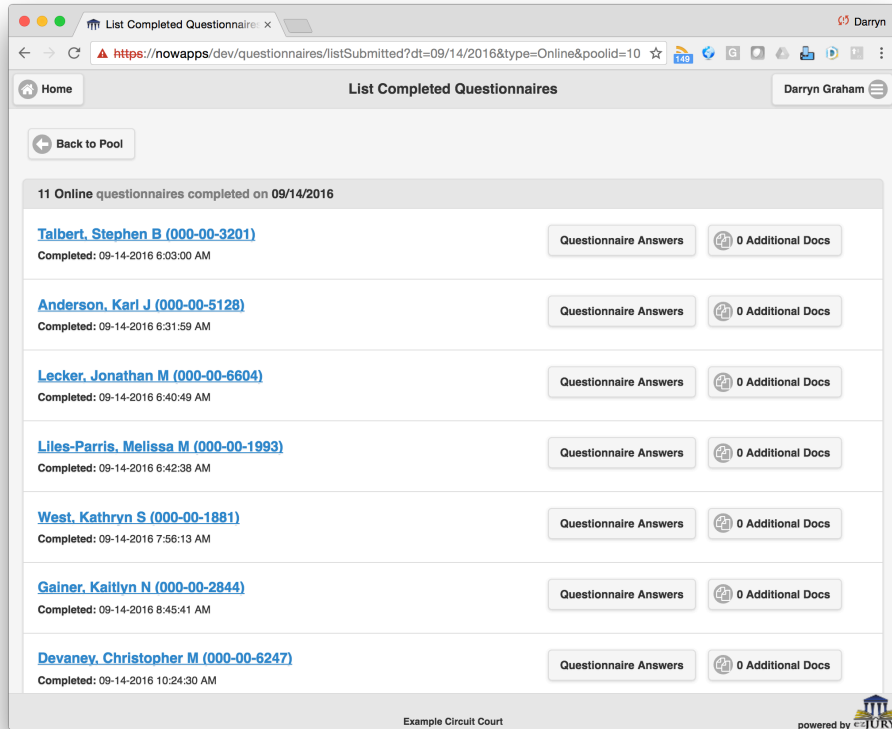 List Completed Questionnaires ×
Darryn
https://nowapps/dev/questionnaires/listSubmitted?dt=09/14/2016&type=Online&poolid=10
149
G
D
Home
List Completed Questionnaires
Darryn Graham
Back to Pool
11 Online questionnaires completed on 09/14/2016
Talbert, Stephen B (000-00-3201)
Completed: 09-14-2016 6:03:00 AM
Questionnaire Answers
0 Additional Docs
Anderson, Karl J (000-00-5128)
Completed: 09-14-2016 6:31:59 AM
Questionnaire Answers
0 Additional Docs
Lecker, Jonathan M (000-00-6604)
Completed: 09-14-2016 6:40:49 AM
Questionnaire Answers
0 Additional Docs
Liles-Parris, Melissa M (000-00-1993)
Completed: 09-14-2016 6:42:38 AM
Questionnaire Answers
0 Additional Docs
West, Kathryn S (000-00-1881)
Completed: 09-14-2016 7:56:13 AM
Questionnaire Answers
0 Additional Docs
Gainer, Kaitlyn N (000-00-2844)
Completed: 09-14-2016 8:45:41 AM
Questionnaire Answers
0 Additional Docs
Devaney, Christopher M (000-00-6247)
Completed: 09-14-2016 10:24:30 AM
Questionnaire Answers
0 Additional Docs
Example Circuit Court
powered by ezJURY